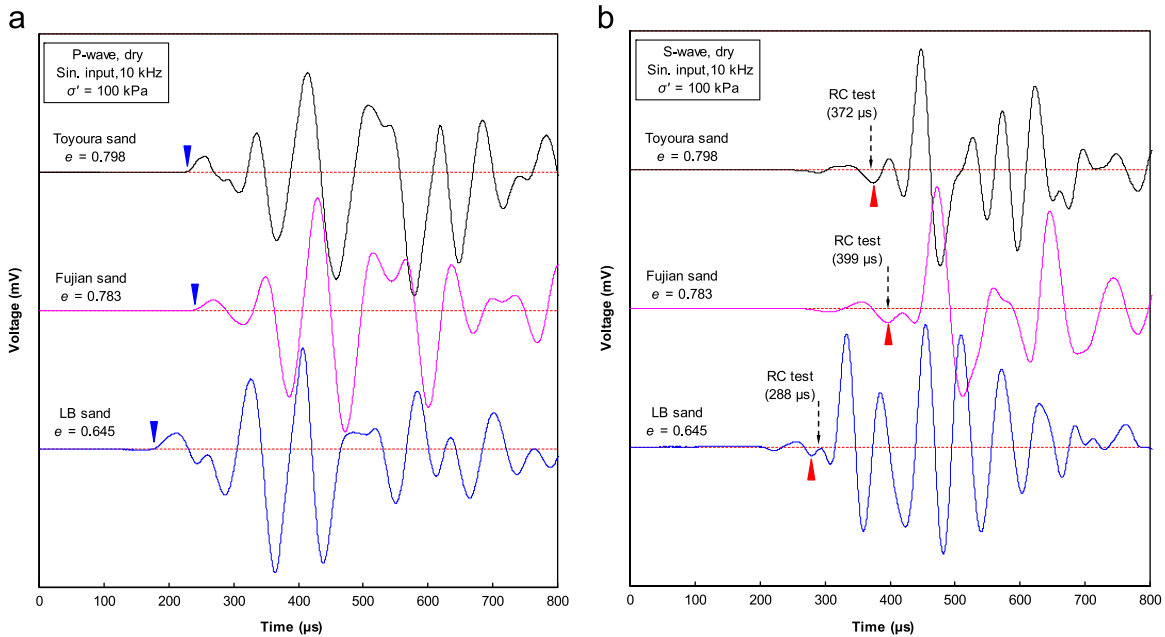 a
P-wave, dry
Sin. input,10 kHz
σ′ = 100 kPa
Toyoura sand
e = 0.798
Fujian sand
e = 0.783
LB sand
e = 0.645
Voltage (mV)
0 100 200 300 400 500 600 700 800
Time (µs)
b
S-wave, dry
Sin. input,10 kHz
σ′ = 100 kPa
RC test
(372 µs)
Toyoura sand
e = 0.798
RC test
(399 µs)
Fujian sand
e = 0.783
RC test
(288 µs)
LB sand
e = 0.645
Voltage (mV)
0 100 200 300 400 500 600 700 800
Time (µs)